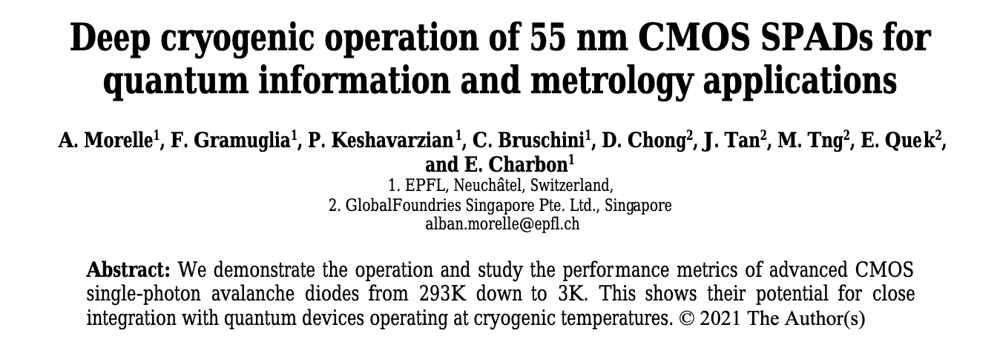 Deep cryogenic operation of 55 nm CMOS SPADs for
quantum information and metrology applications
A. Morelle¹, F. Gramuglia¹, P. Keshavarzian¹, C. Bruschini¹, D. Chong², J. Tan², M. Tng², E. Quek²,
and E. Charbon¹
1. EPFL, Neuchâtel, Switzerland,
2. GlobalFoundries Singapore Pte. Ltd., Singapore
alban.morelle@epfl.ch
Abstract: We demonstrate the operation and study the performance metrics of advanced CMOS
single-photon avalanche diodes from 293K down to 3K. This shows their potential for close
integration with quantum devices operating at cryogenic temperatures. © 2021 The Author(s)